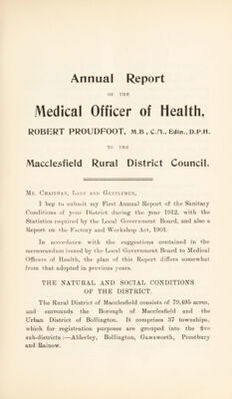 Annual Report
OF THE
Medical Officer of Health,
ROBERT PROUDFOOT, M.B., C.M., Edin., D.P.H.
TO THE
Macclesfield Rural District Council.
MR. CHAIRMAN, LADY AND GENTLEMEN,
I beg to submit my First Annual Report of the Sanitary
Conditions of your District during the year 1912, with the
Statistics required by the Local Government Board, and also a
Report on the Factory and Workshop Act, 1901.
In accordance with the suggestions contained in the
memorandum issued by the Local Government Board to Medical
Officers of Health, the plan of this Report differs somewhat
from that adopted in previous years.
THE NATURAL AND SOCIAL CONDITIONS
OF THE DISTRICT.
The Rural District of Macclesfield consists of 79,495 acres,
and surrounds the Borough of Macclesfield and the
Urban District of Bollington. It comprises 37 townships,
which for registration purposes are grouped into the five
sub-districts:—Alderley, Bollington, Gawsworth, Prestbury
and Rainow.